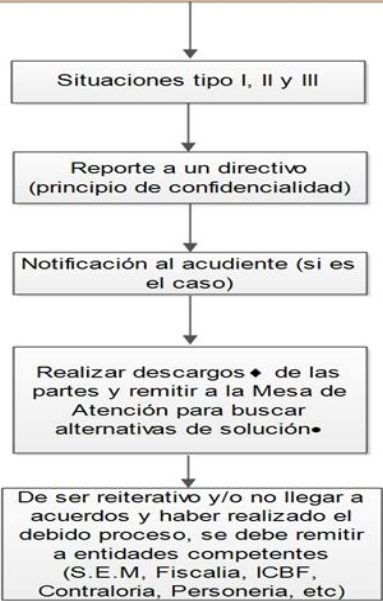 Situaciones tipo I, II y III
Reporte a un directivo
(principio de confidencialidad)
Notificación al acudiente (si es
el caso)
Realizar descargos♦ de las
partes y remitir a la Mesa de
Atención para buscar
alternativas de solución•
De ser reiterativo y/o no llegar a
acuerdos y haber realizado el
debido proceso, se debe remitir
a entidades competentes
(S.E.M, Fiscalia, ICBF,
Contraloria, Personeria, etc)